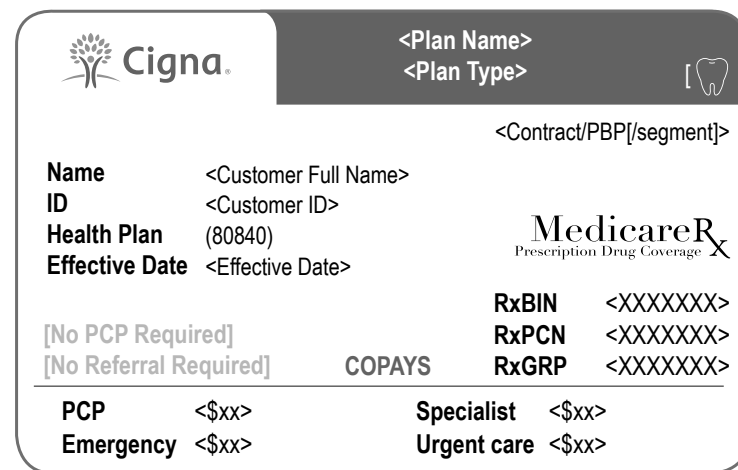 Cigna®
<Plan Name>
<Plan Type>
[
<Contract/PBP[/segment]>
Name <Customer Full Name>
ID <Customer ID>
Health Plan (80840)
Effective Date <Effective Date>
MedicareRx
Prescription Drug Coverage
RxBIN <XXXXXXX>
[No PCP Required] RxPCN <XXXXXXX>
[No Referral Required] COPAYS RxGRP <XXXXXXX>
PCP <$xx> Specialist <$xx>
Emergency <$xx> Urgent care <$xx>